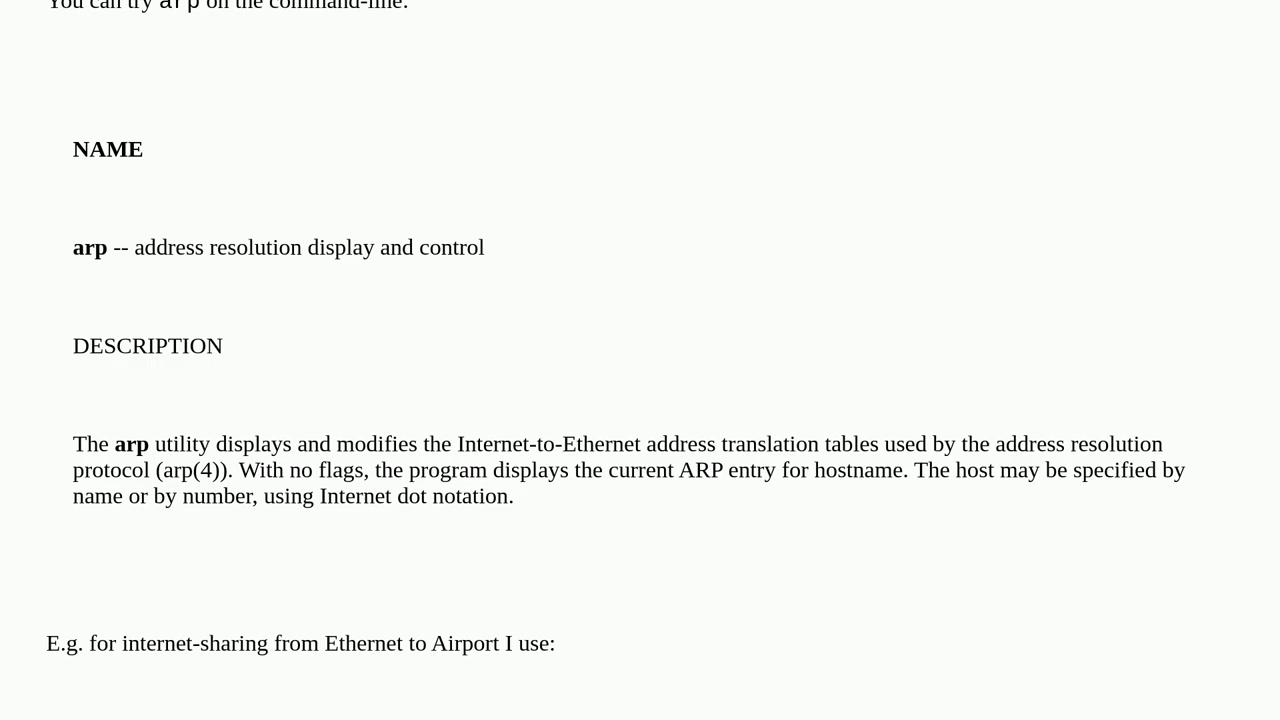 You can try arp on the command-line.
NAME
arp -- address resolution display and control
DESCRIPTION
The arp utility displays and modifies the Internet-to-Ethernet address translation tables used by the address resolution
protocol (arp(4)). With no flags, the program displays the current ARP entry for hostname. The host may be specified by
name or by number, using Internet dot notation.
E.g. for internet-sharing from Ethernet to Airport I use: